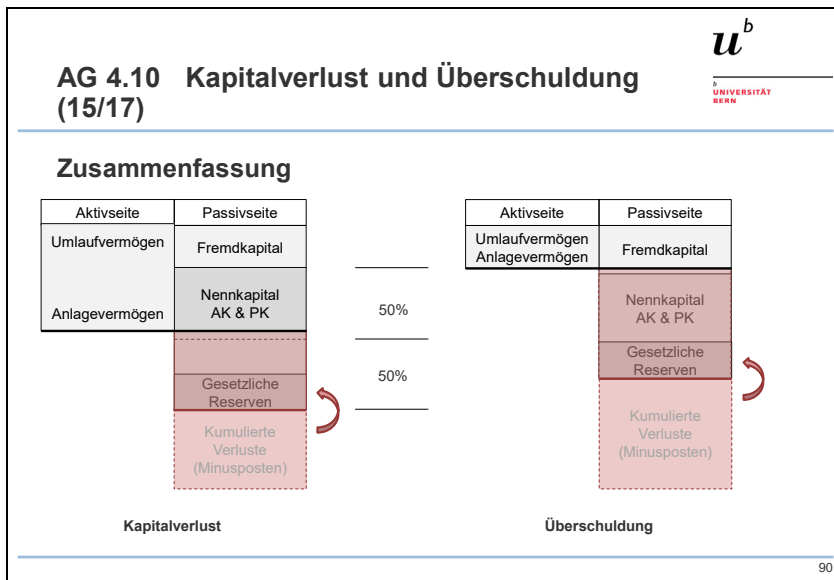 u^b
AG 4.10 Kapitalverlust und Überschuldung
(15/17)
b
UNIVERSITÄT
BERN
Zusammenfassung
Aktivseite Passivseite
Umlaufvermögen
Fremdkapital
Nennkapital
AK & PK
Anlagevermögen
Gesetzliche
Reserven
Kumulierte
Verluste
(Minusposten)
Kapitalverlust
50%
50%
Aktivseite Passivseite
Umlaufvermögen
Anlagevermögen
Fremdkapital
Nennkapital
AK & PK
Gesetzliche
Reserven
Kumulierte
Verluste
(Minusposten)
Überschuldung
90